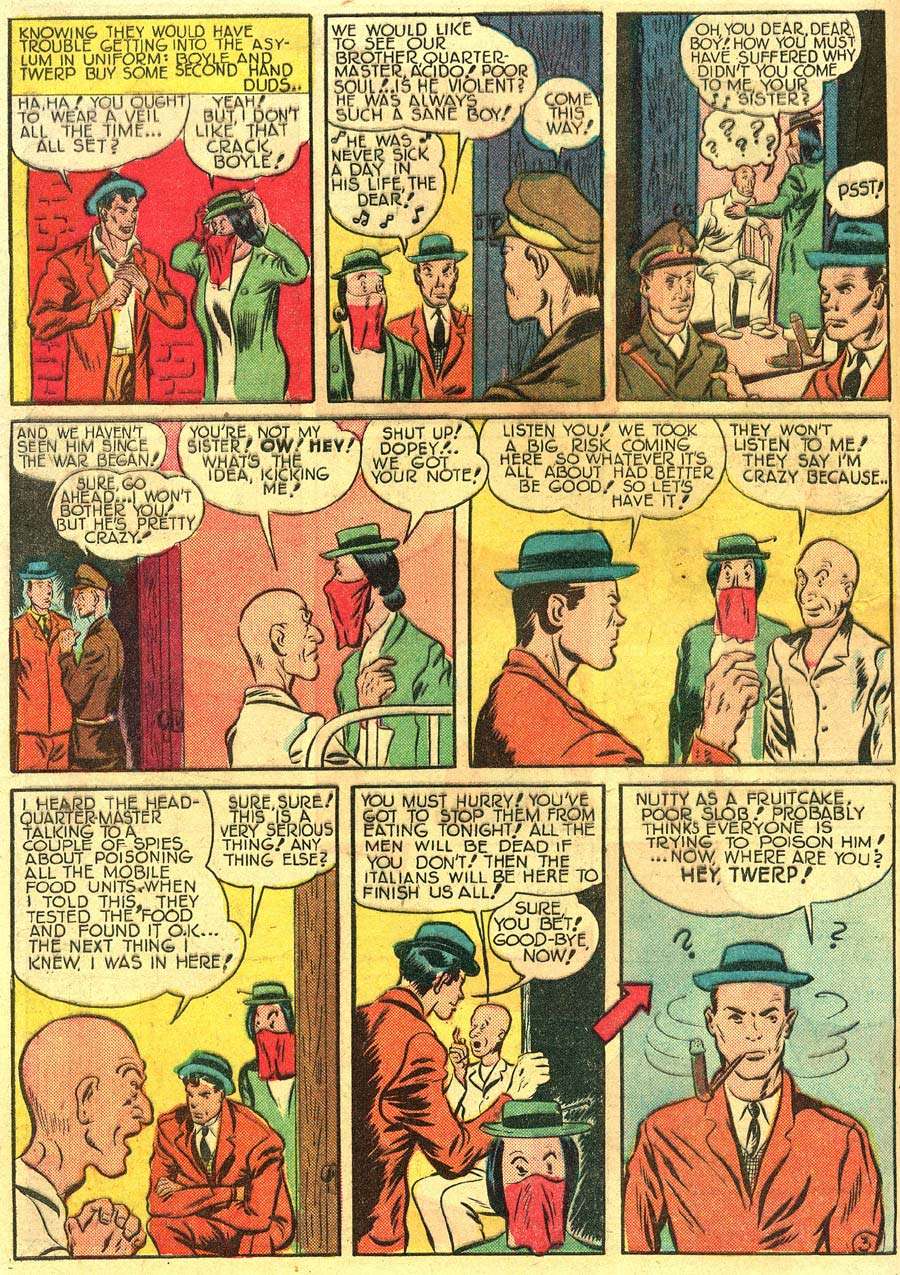 KNOWING THEY WOULD HAVE
TROUBLE GETTING INTO THE ASY-
LUM IN UNIFORM: BOYLE AND
TWERP BUY SOME SECOND HAND
DUDS..
HA, HA! YOU OUGHT
TO WEAR A VEIL
ALL THE TIME...
ALL SET?
YEAH!
BUT, I DON'T
LIKE THAT
CRACK,
BOYLE!
WE WOULD LIKE
TO SEE OUR
BROTHER QUARTER-
MASTER, ACIDO! POOR
SOUL!..IS HE VIOLENT?
HE WAS ALWAYS
SUCH A SANE BOY!
HE WAS
NEVER SICK
A DAY IN
HIS LIFE, THE
DEAR!
COME
THIS
WAY!
OH, YOU DEAR, DEAR
BOY! HOW YOU MUST
HAVE SUFFERED WHY
DIDN'T YOU COME
TO ME, YOUR
SISTER?
? ? ? ?
PSST!
AND WE HAVEN'T
SEEN HIM SINCE
THE WAR BEGAN!
SURE, GO
AHEAD...I WON'T
BOTHER YOU!
BUT HE'S PRETTY
CRAZY!
YOU'RE, NOT MY
SISTER! OW! HEY!
WHAT'S THE
IDEA, KICKING
ME!
SHUT UP!
DOPEY!..
WE GOT
YOUR NOTE!
LISTEN YOU! WE TOOK
A BIG RISK COMING
HERE SO WHATEVER IT'S
ALL ABOUT HAD BETTER
BE GOOD! SO LET'S
HAVE IT!
THEY WON'T
LISTEN TO ME!
THEY SAY I'M
CRAZY BECAUSE..
I HEARD THE HEAD-
QUARTER-MASTER
TALKING TO A
COUPLE OF SPIES
ABOUT POISONING
ALL THE MOBILE
FOOD UNITS. WHEN
I TOLD THIS, THEY
TESTED THE FOOD
AND FOUND IT O.K...
THE NEXT THING I
KNEW, I WAS IN HERE!
SURE, SURE!
THIS IS A
VERY SERIOUS
THING! ANY
THING ELSE?
YOU MUST HURRY! YOU'VE
GOT TO STOP THEM FROM
EATING TONIGHT! ALL THE
MEN WILL BE DEAD IF
YOU DON'T! THEN THE
ITALIANS WILL BE HERE TO
FINISH US ALL!
SURE,
YOU BET!
GOOD-BYE,
NOW!
NUTTY AS A FRUITCAKE,
POOR SLOB! PROBABLY
THINKS EVERYONE IS
TRYING TO POISON HIM!
...NOW, WHERE ARE YOU?
HEY, TWERP!
? ?
3